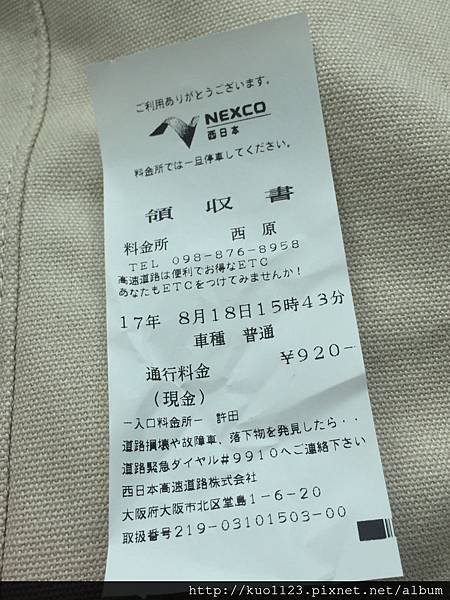 ご利用ありがとうございます。
NEXCO
西日本
料金所では一旦停車してください。
領収書
料金所 西原
TEL 098-876-8958
高速道路は便利でお得なETC
あなたもETCをつけてみませんか!
17年 8月18日15時43分
車種 普通
通行料金 ¥920-
(現金)
ー入口料金所ー 許田
道路損壊や故障車、落下物を発見したら・・
道路緊急ダイヤル#9910へご連絡下さい
西日本高速道路株式会社
大阪府大阪市北区堂島1-6-20
取扱番号219-03101503-00
http://kuo1123.pixnet.net/album